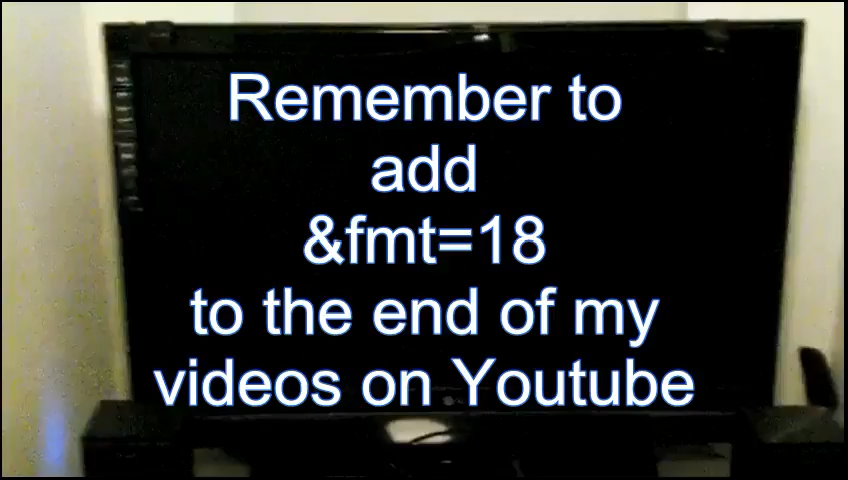 Remember to
add
&fmt=18
to the end of my
videos on Youtube